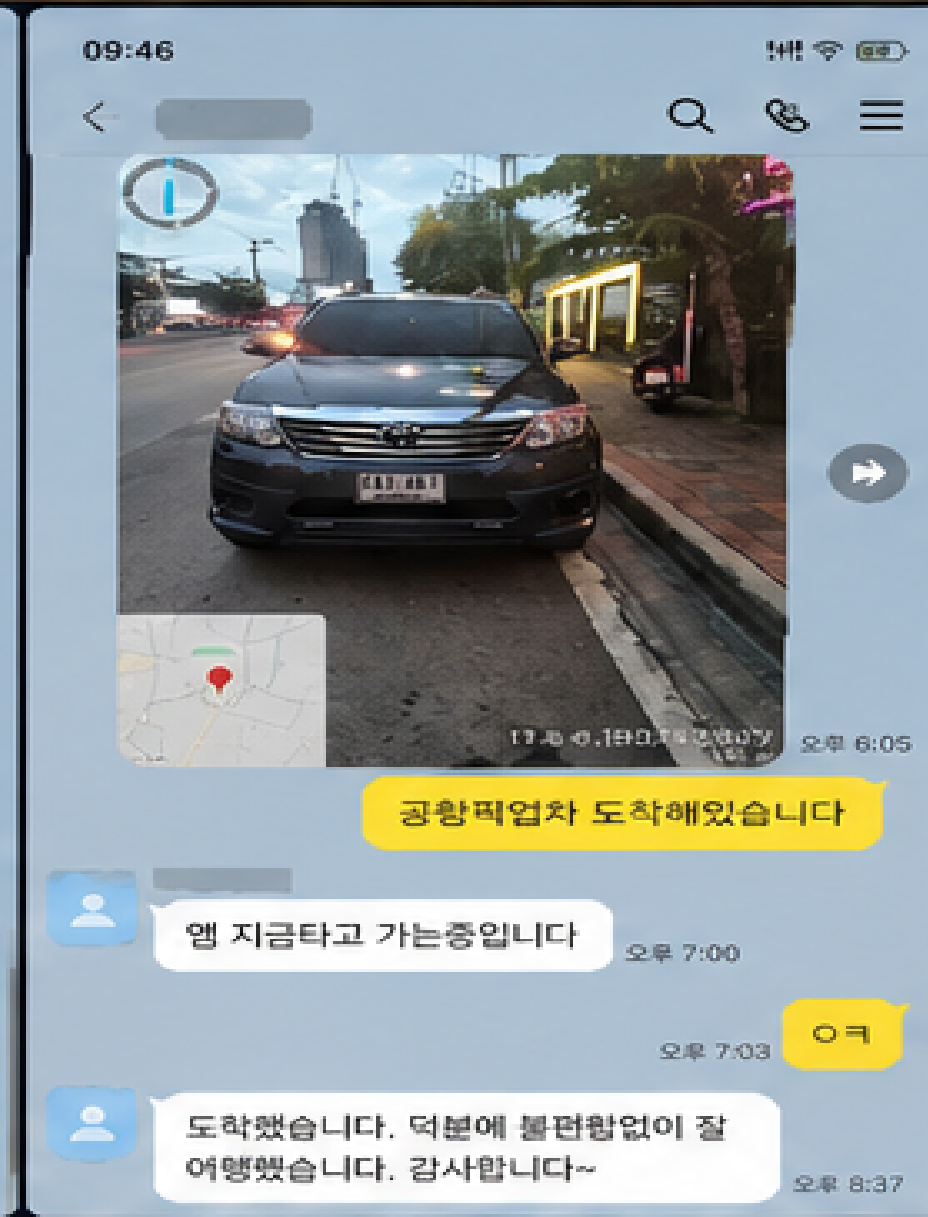 09:46
오후 6:05
공항픽업차 도착해있습니다
앱 지금타고 가는중입니다
오후 7:00
ㅇㅋ
오후 7:03
도착했습니다. 덕분에 불편함없이 잘
여행했습니다. 감사합니다~
오후 8:37